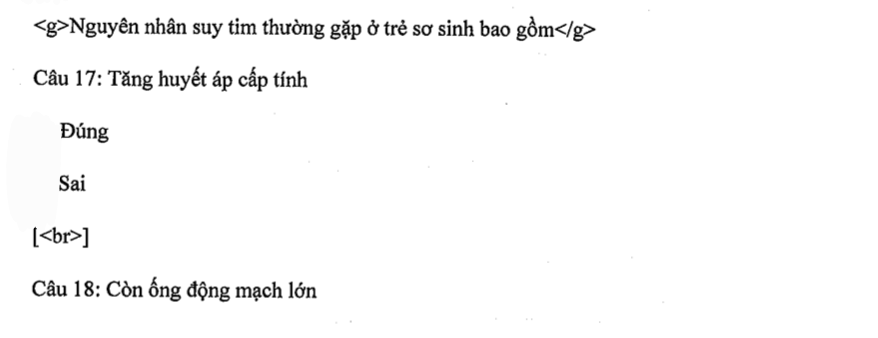 <g>Nguyên nhân suy tim thường gặp ở trẻ sơ sinh bao gồm</g>
Câu 17: Tăng huyết áp cấp tính
Đúng
Sai
[<br>]
Câu 18: Còn ống động mạch lớn